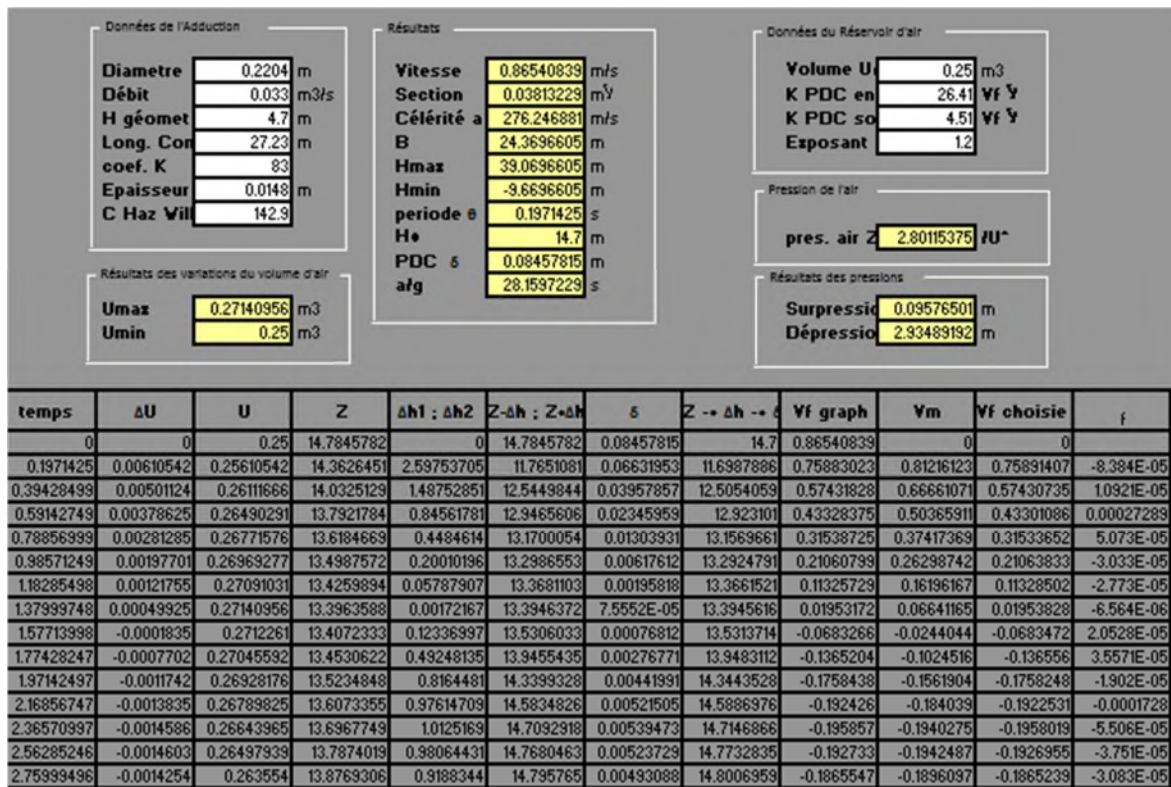 Données de l'Adduction
Diametre 0.2204 m
Débit 0.033 m3/s
H géomet 4.7 m
Long. Con 27.23 m
coef. K 83
Epaisseur 0.0148 m
C Haz Will 142.9
Résultats des variations du volume d'air
Umax 0.27140956 m3
Umin 0.25 m3
Résultats
Vitesse 0.86540839 m/s
Section 0.03813229 m
Célérité a 276.246881 m/s
B 24.3696605 m
Hmax 39.0696605 m
Hmin -9.6696605 m
periode θ 0.1971425 s
H• 14.7 m
PDC δ 0.08457815 m
a/g 28.1597229 s
Données du Réservoir d'air
Volume U 0.25 m3
K PDC en 26.41 Vf
K PDC so 4.51 Vf
Exposant 1.2
Pression de l'air
pres. air Z 2.80115375 /U^
Résultats des pressions
Surpressio 0.09576501 m
Dépressio 2.93489192 m
temps ΔU U Z Δh1 ; Δh2 Z-Δh ; Z+Δh δ Z -+ Δh -+ δ Vf graph Vm Vf choisie f
0 0 0.25 14.7845782 0 14.7845782 0.08457815 14.7 0.86540839 0 0
0.1971425 0.00610542 0.25610542 14.3626451 2.59753705 11.7651081 0.06631953 11.6987886 0.75883023 0.81216123 0.75891407 -8.384E-05
0.39428499 0.00501124 0.26111666 14.0325129 1.48752851 12.5449844 0.03957857 12.5054059 0.57431828 0.66661071 0.57430735 1.0921E-05
0.59142749 0.00378625 0.26490291 13.7921784 0.84561781 12.9465606 0.02345959 12.923101 0.43328375 0.50365911 0.43301086 0.00027289
0.78856999 0.00281285 0.26771576 13.6184669 0.4484614 13.1700054 0.01303931 13.1569661 0.31538725 0.37417369 0.31533652 5.073E-05
0.98571249 0.00197701 0.26969277 13.4987572 0.20010196 13.2986553 0.00617612 13.2924791 0.21060799 0.26298742 0.21063833 -3.033E-05
1.18285498 0.00121755 0.27091031 13.4259894 0.05787907 13.3681103 0.00195818 13.3661521 0.11325729 0.16196167 0.11328502 -2.773E-05
1.37999748 0.00049925 0.27140956 13.3963588 0.00172167 13.3946372 7.5552E-05 13.3945616 0.01953172 0.06641165 0.01953828 -6.564E-06
1.57713998 -0.0001835 0.2712261 13.4072333 0.12336997 13.5306033 0.00076812 13.5313714 -0.0683266 -0.0244044 -0.0683472 2.0528E-05
1.77428247 -0.0007702 0.27045592 13.4530622 0.49248135 13.9455435 0.00276771 13.9483112 -0.1365204 -0.1024516 -0.136556 3.5571E-05
1.97142497 -0.0011742 0.26928176 13.5234848 0.8164481 14.3399328 0.00441991 14.3443528 -0.1758438 -0.1561904 -0.1758248 -1.902E-05
2.16856747 -0.0013835 0.26789825 13.6073355 0.97614709 14.5834826 0.00521505 14.5886976 -0.192426 -0.184039 -0.1922531 -0.0001728
2.36570997 -0.0014586 0.26643965 13.6967749 1.0125169 14.7092918 0.00539473 14.7146866 -0.195857 -0.1940275 -0.1958019 -5.506E-05
2.56285246 -0.0014603 0.26497939 13.7874019 0.98064431 14.7680463 0.00523729 14.7732835 -0.192733 -0.1942487 -0.1926955 -3.751E-05
2.75999496 -0.0014254 0.263554 13.8769306 0.9188344 14.795765 0.00493088 14.8006959 -0.1865547 -0.1896097 -0.1865239 -3.083E-05